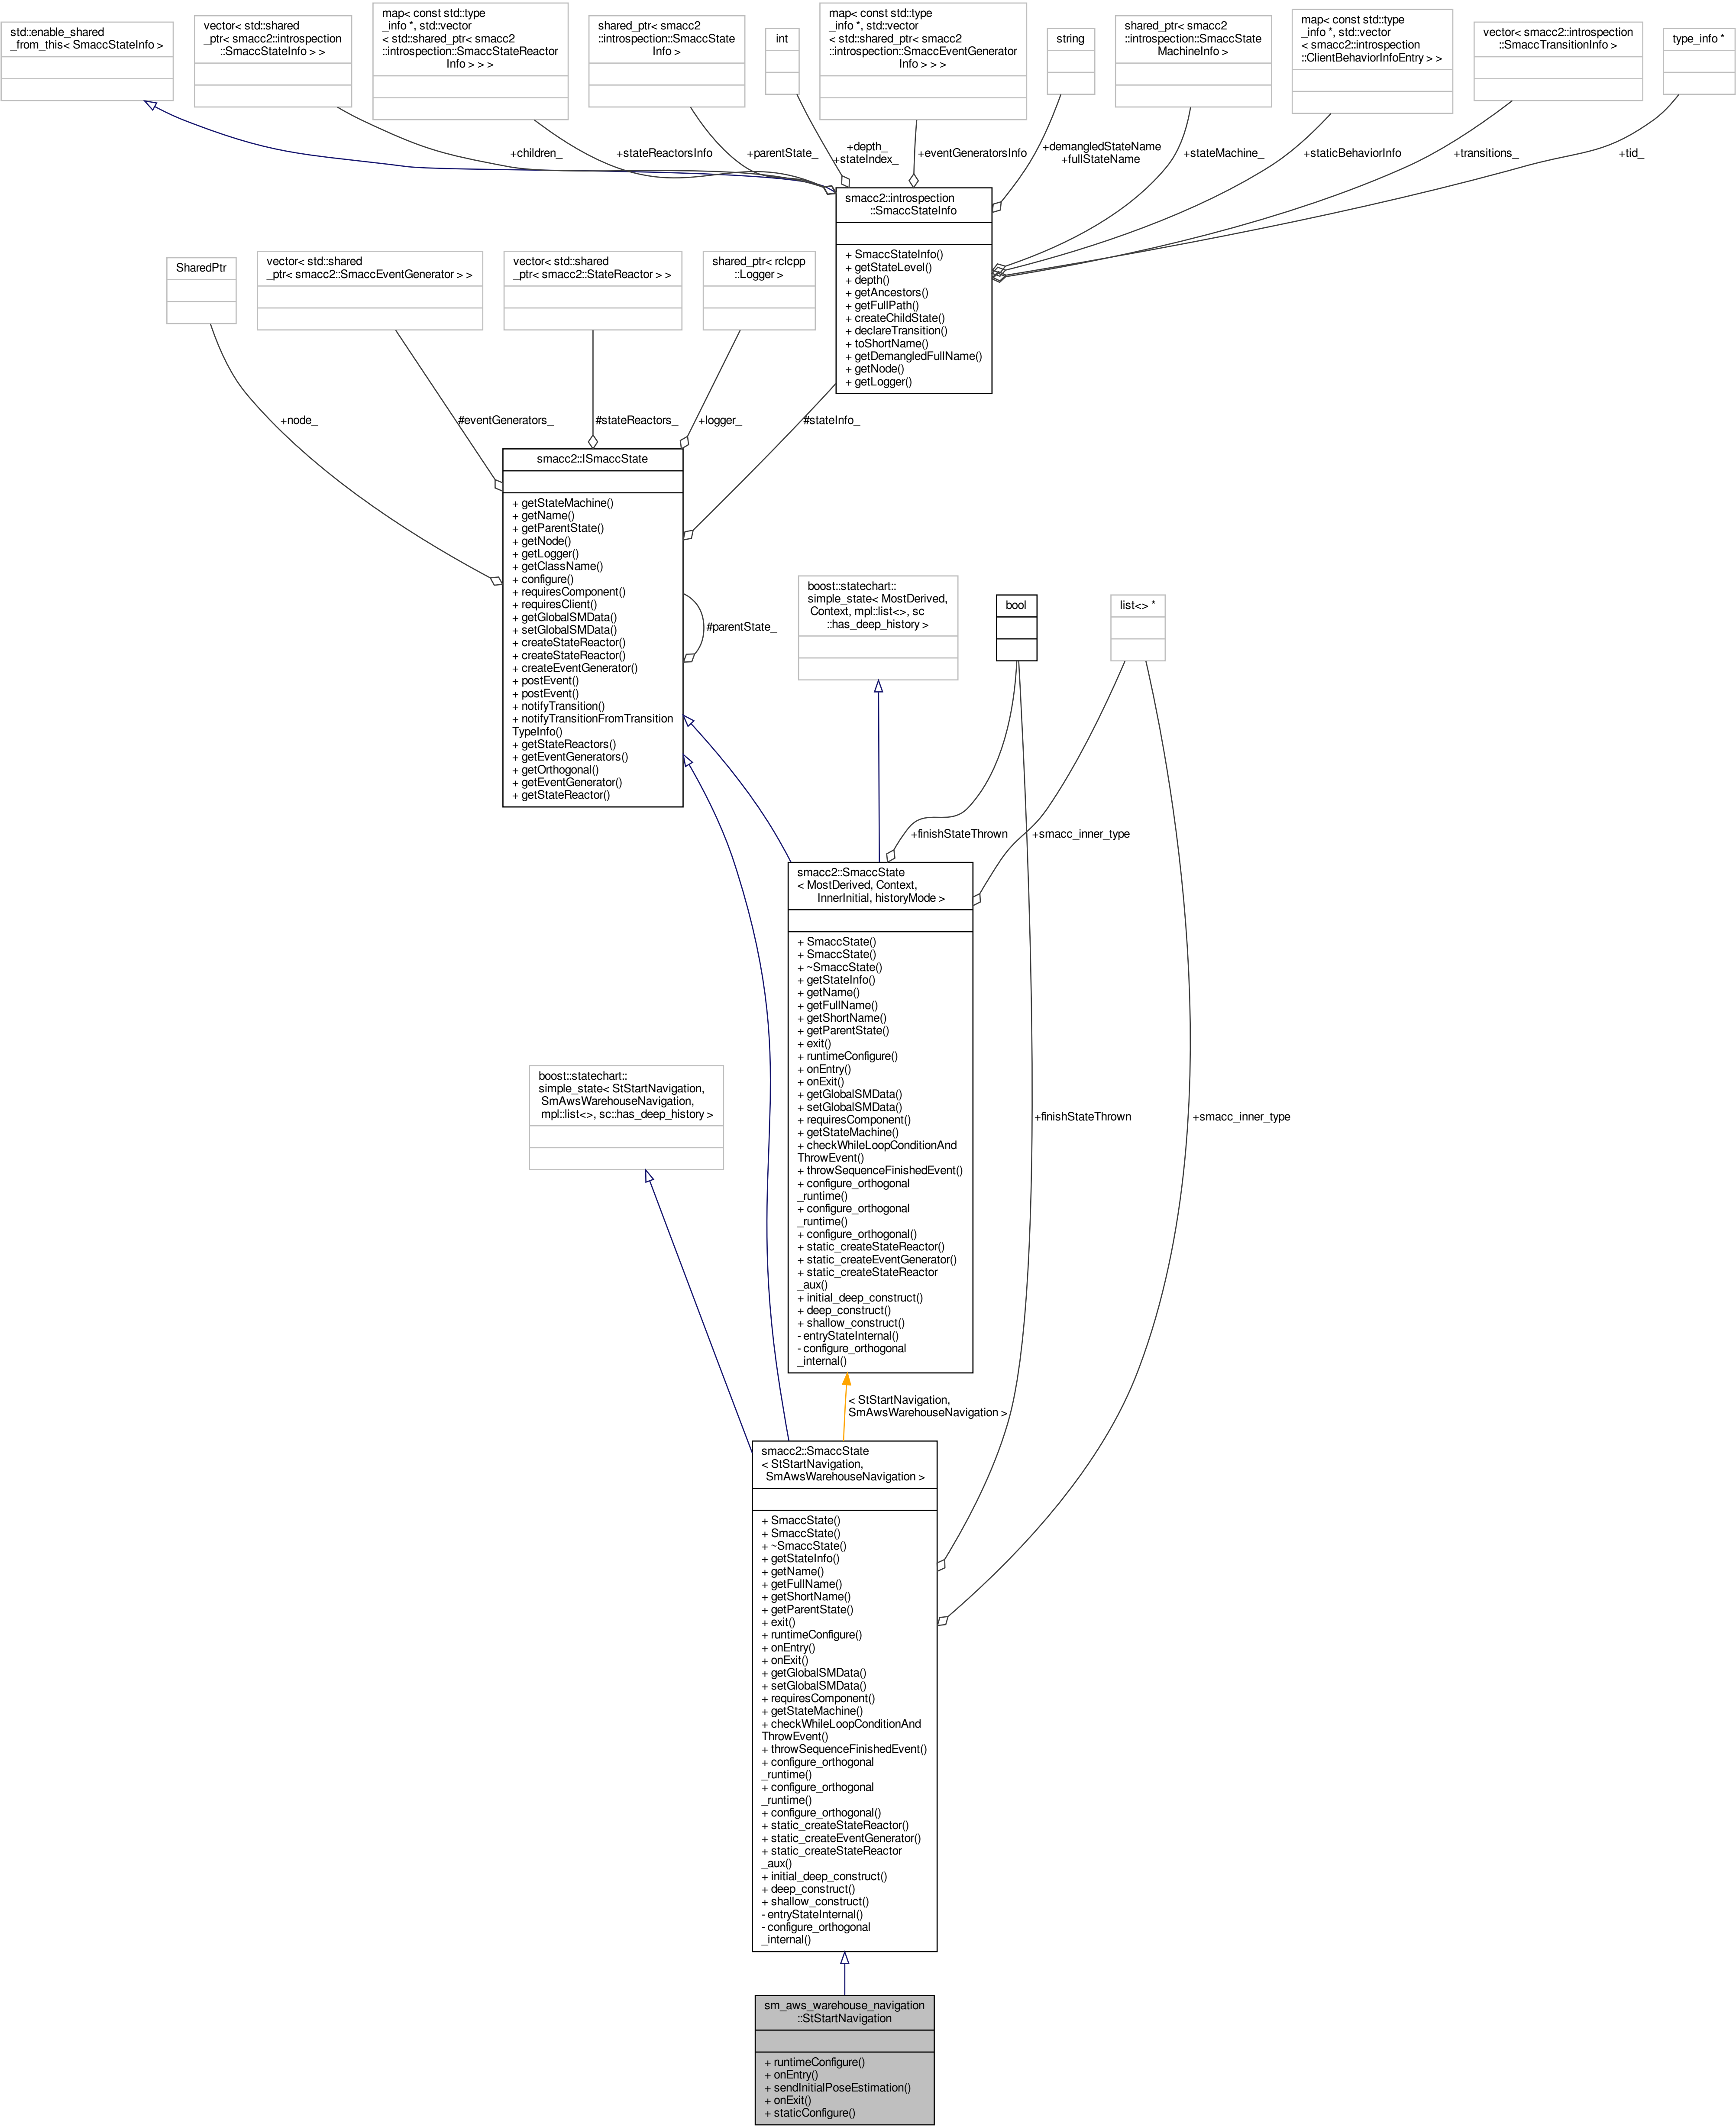 std::enable_shared
_from_this< SmaccStateInfo >
vector< std::shared
_ptr< smacc2::introspection
::SmaccStateInfo > >
map< const std::type
_info *, std::vector
< std::shared_ptr< smacc2
::introspection::SmaccStateReactor
Info > > >
shared_ptr< smacc2
::introspection::SmaccState
Info >
int
map< const std::type
_info *, std::vector
< std::shared_ptr< smacc2
::introspection::SmaccEventGenerator
Info > > >
string
shared_ptr< smacc2
::introspection::SmaccState
MachineInfo >
map< const std::type
_info *, std::vector
< smacc2::introspection
::ClientBehaviorInfoEntry > >
vector< smacc2::introspection
::SmaccTransitionInfo >
type_info *
+children_
+stateReactorsInfo
+parentState_
+depth_
+stateIndex_
+eventGeneratorsInfo
+demangledStateName
+fullStateName
+stateMachine_
+staticBehaviorInfo
+transitions_
+tid_
smacc2::introspection
::SmaccStateInfo
+ SmaccStateInfo()
+ getStateLevel()
+ depth()
+ getAncestors()
+ getFullPath()
+ createChildState()
+ declareTransition()
+ toShortName()
+ getDemangledFullName()
+ getNode()
+ getLogger()
SharedPtr
vector< std::shared
_ptr< smacc2::SmaccEventGenerator > >
vector< std::shared
_ptr< smacc2::StateReactor > >
shared_ptr< rclcpp
::Logger >
+node_
#eventGenerators_
#stateReactors_
+logger_
#stateInfo_
smacc2::ISmaccState
+ getStateMachine()
+ getName()
+ getParentState()
+ getNode()
+ getLogger()
+ getClassName()
+ configure()
+ requiresComponent()
+ requiresClient()
+ getGlobalSMData()
+ setGlobalSMData()
+ createStateReactor()
+ createStateReactor()
+ createEventGenerator()
+ postEvent()
+ postEvent()
+ notifyTransition()
+ notifyTransitionFromTransition
TypeInfo()
+ getStateReactors()
+ getEventGenerators()
+ getOrthogonal()
+ getEventGenerator()
+ getStateReactor()
#parentState_
boost::statechart::
simple_state< MostDerived,
Context, mpl::list<>, sc
::has_deep_history >
bool
list<> *
+finishStateThrown
+smacc_inner_type
smacc2::SmaccState
< MostDerived, Context,
InnerInitial, historyMode >
+ SmaccState()
+ SmaccState()
+ ~SmaccState()
+ getStateInfo()
+ getName()
+ getFullName()
+ getShortName()
+ getParentState()
+ exit()
+ runtimeConfigure()
+ onEntry()
+ onExit()
+ getGlobalSMData()
+ setGlobalSMData()
+ requiresComponent()
+ getStateMachine()
+ checkWhileLoopConditionAnd
ThrowEvent()
+ throwSequenceFinishedEvent()
+ configure_orthogonal
_runtime()
+ configure_orthogonal
_runtime()
+ configure_orthogonal()
+ static_createStateReactor()
+ static_createEventGenerator()
+ static_createStateReactor
_aux()
+ initial_deep_construct()
+ deep_construct()
+ shallow_construct()
- entryStateInternal()
- configure_orthogonal
_internal()
boost::statechart::
simple_state< StStartNavigation,
SmAwsWarehouseNavigation,
mpl::list<>, sc::has_deep_history >
+finishStateThrown
+smacc_inner_type
< StStartNavigation,
SmAwsWarehouseNavigation >
smacc2::SmaccState
< StStartNavigation,
SmAwsWarehouseNavigation >
+ SmaccState()
+ SmaccState()
+ ~SmaccState()
+ getStateInfo()
+ getName()
+ getFullName()
+ getShortName()
+ getParentState()
+ exit()
+ runtimeConfigure()
+ onEntry()
+ onExit()
+ getGlobalSMData()
+ setGlobalSMData()
+ requiresComponent()
+ getStateMachine()
+ checkWhileLoopConditionAnd
ThrowEvent()
+ throwSequenceFinishedEvent()
+ configure_orthogonal
_runtime()
+ configure_orthogonal
_runtime()
+ configure_orthogonal()
+ static_createStateReactor()
+ static_createEventGenerator()
+ static_createStateReactor
_aux()
+ initial_deep_construct()
+ deep_construct()
+ shallow_construct()
- entryStateInternal()
- configure_orthogonal
_internal()
sm_aws_warehouse_navigation
::StStartNavigation
+ runtimeConfigure()
+ onEntry()
+ sendInitialPoseEstimation()
+ onExit()
+ staticConfigure()